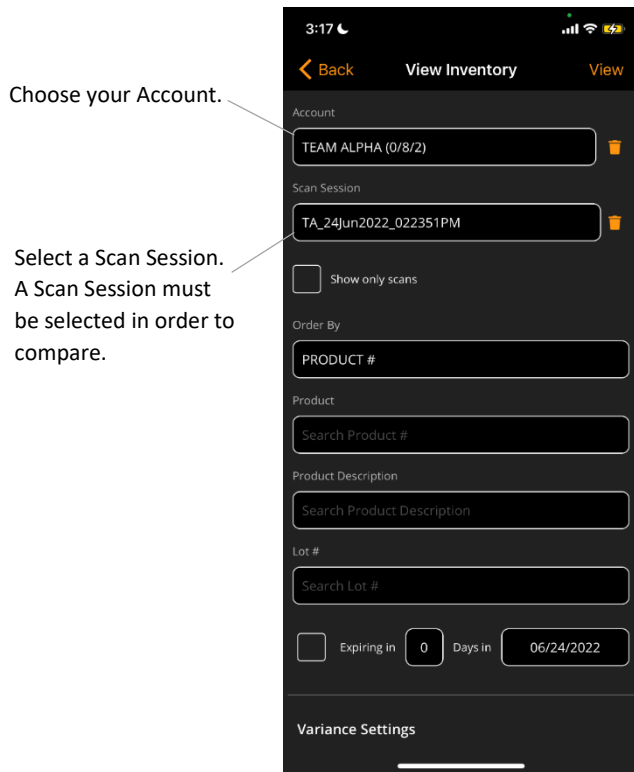 3:17
Back
View Inventory
View
Choose your Account.
Account
TEAM ALPHA (0/8/2)
Scan Session
TA_24Jun2022_022351PM
Select a Scan Session.
A Scan Session must
be selected in order to
compare.
Show only scans
Order By
PRODUCT #
Product
Search Product #
Product Description
Search Product Description
Lot #
Search Lot #
Expiring in 0 Days in 06/24/2022
Variance Settings